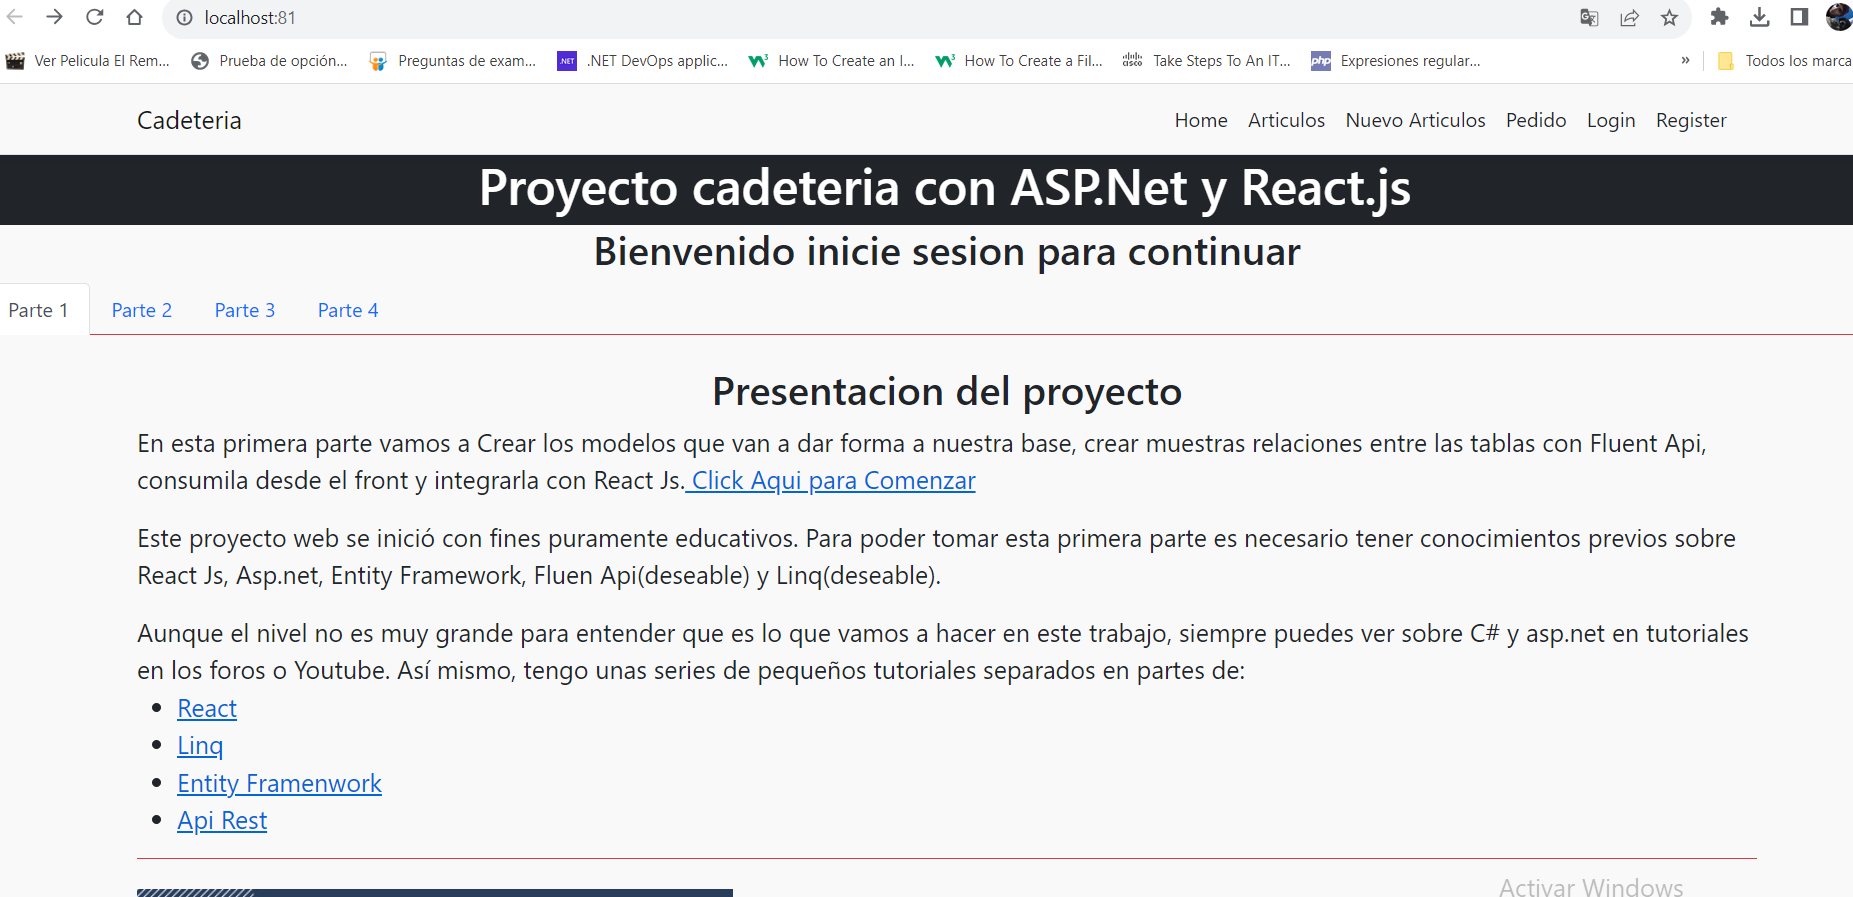 localhost:81
Ver Pelicula El Rem... Prueba de opción... Preguntas de exam... .NET .NET DevOps applic... How To Create an I... How To Create a Fil... cisco Take Steps To An IT... php Expresiones regular... » Todos los marca
Cadeteria Home Articulos Nuevo Articulos Pedido Login Register
Proyecto cadeteria con ASP.Net y React.js
Bienvenido inicie sesion para continuar
Parte 1 Parte 2 Parte 3 Parte 4
Presentacion del proyecto
En esta primera parte vamos a Crear los modelos que van a dar forma a nuestra base, crear muestras relaciones entre las tablas con Fluent Api,
consumila desde el front y integrarla con React Js. Click Aqui para Comenzar
Este proyecto web se inició con fines puramente educativos. Para poder tomar esta primera parte es necesario tener conocimientos previos sobre
React Js, Asp.net, Entity Framework, Fluen Api(deseable) y Linq(deseable).
Aunque el nivel no es muy grande para entender que es lo que vamos a hacer en este trabajo, siempre puedes ver sobre C# y asp.net en tutoriales
en los foros o Youtube. Así mismo, tengo unas series de pequeños tutoriales separados en partes de:
• React
• Linq
• Entity Framenwork
• Api Rest
Activar Windows